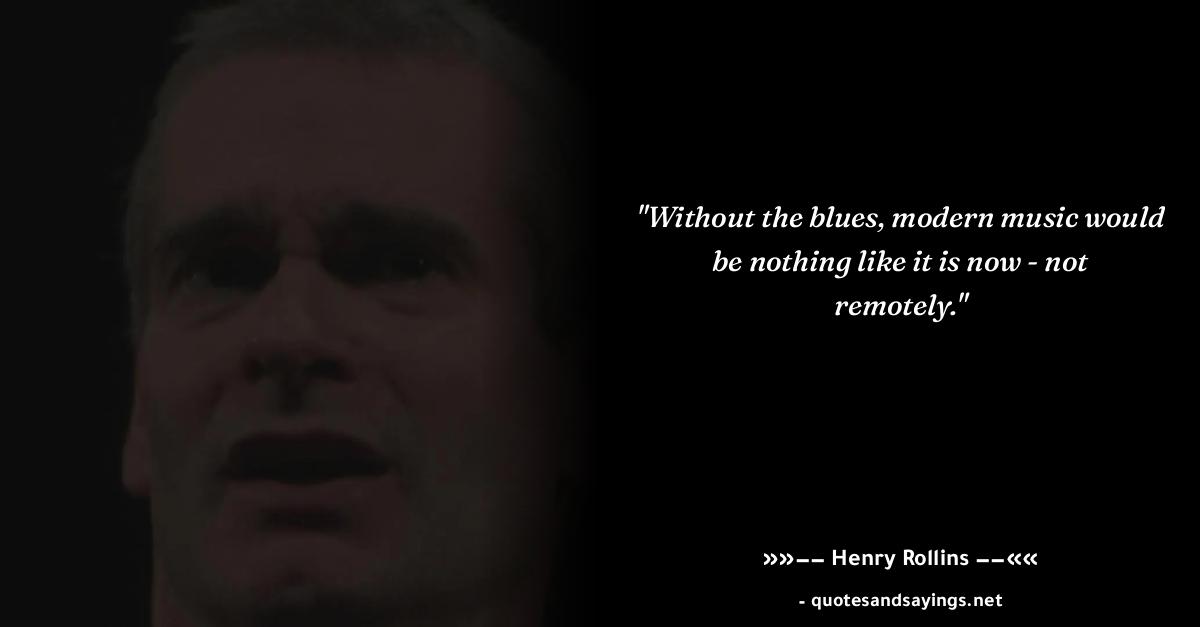 "Without the blues, modern music would
be nothing like it is now - not
remotely."
»»–– Henry Rollins ––««
- quotesandsayings.net